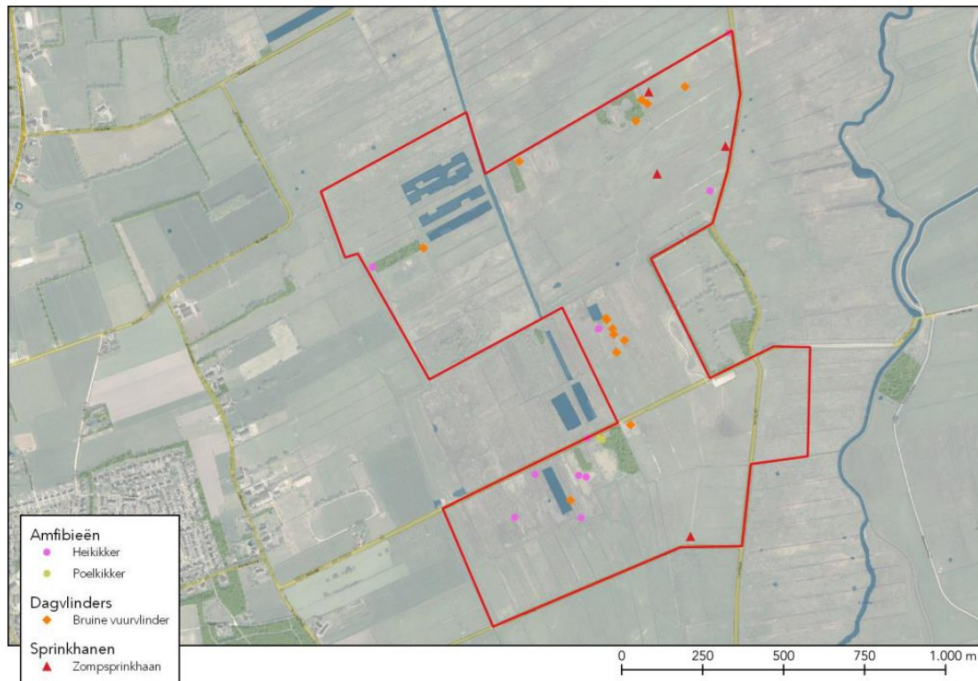 Amfibieën
Heikikker
Poelkikker
Dagvlinders
Bruine vuurvlinder
Sprinkhanen
Zompsprinkhaan
0 250 500 750 1.000 m